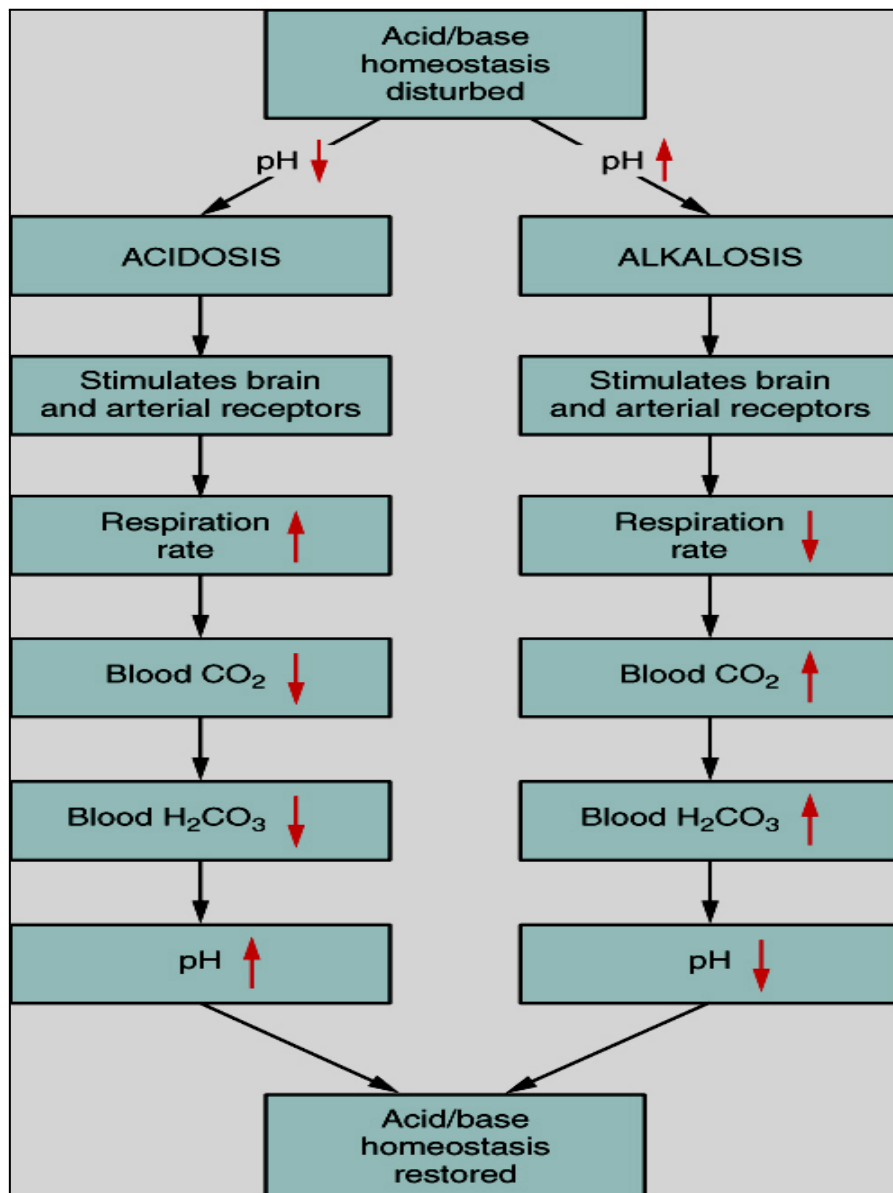 Acid/base
homeostasis
disturbed
pH
pH
ACIDOSIS
ALKALOSIS
Stimulates brain
and arterial receptors
Stimulates brain
and arterial receptors
Respiration
rate
Respiration
rate
Blood CO₂
Blood CO₂
Blood H₂CO₃
Blood H₂CO₃
pH
pH
Acid/base
homeostasis
restored